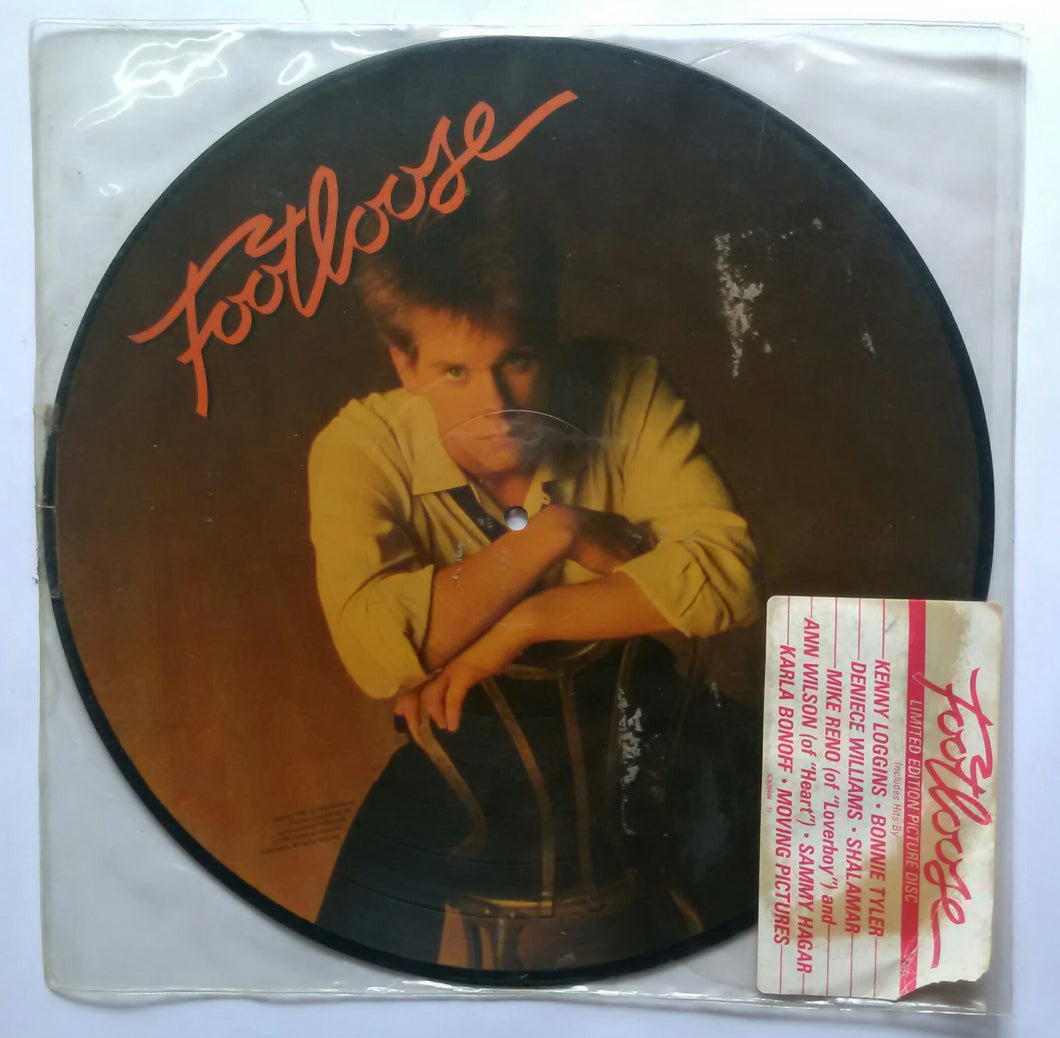 Footloose
Footloose
LIMITED EDITION PICTURE DISC
Includes Hits By
KENNY LOGGINS • BONNIE TYLER
DENIECE WILLIAMS • SHALAMAR
MIKE RENO (of "Loverboy") and
ANN WILSON (of "Heart") • SAMMY HAGAR
KARLA BONOFF • MOVING PICTURES